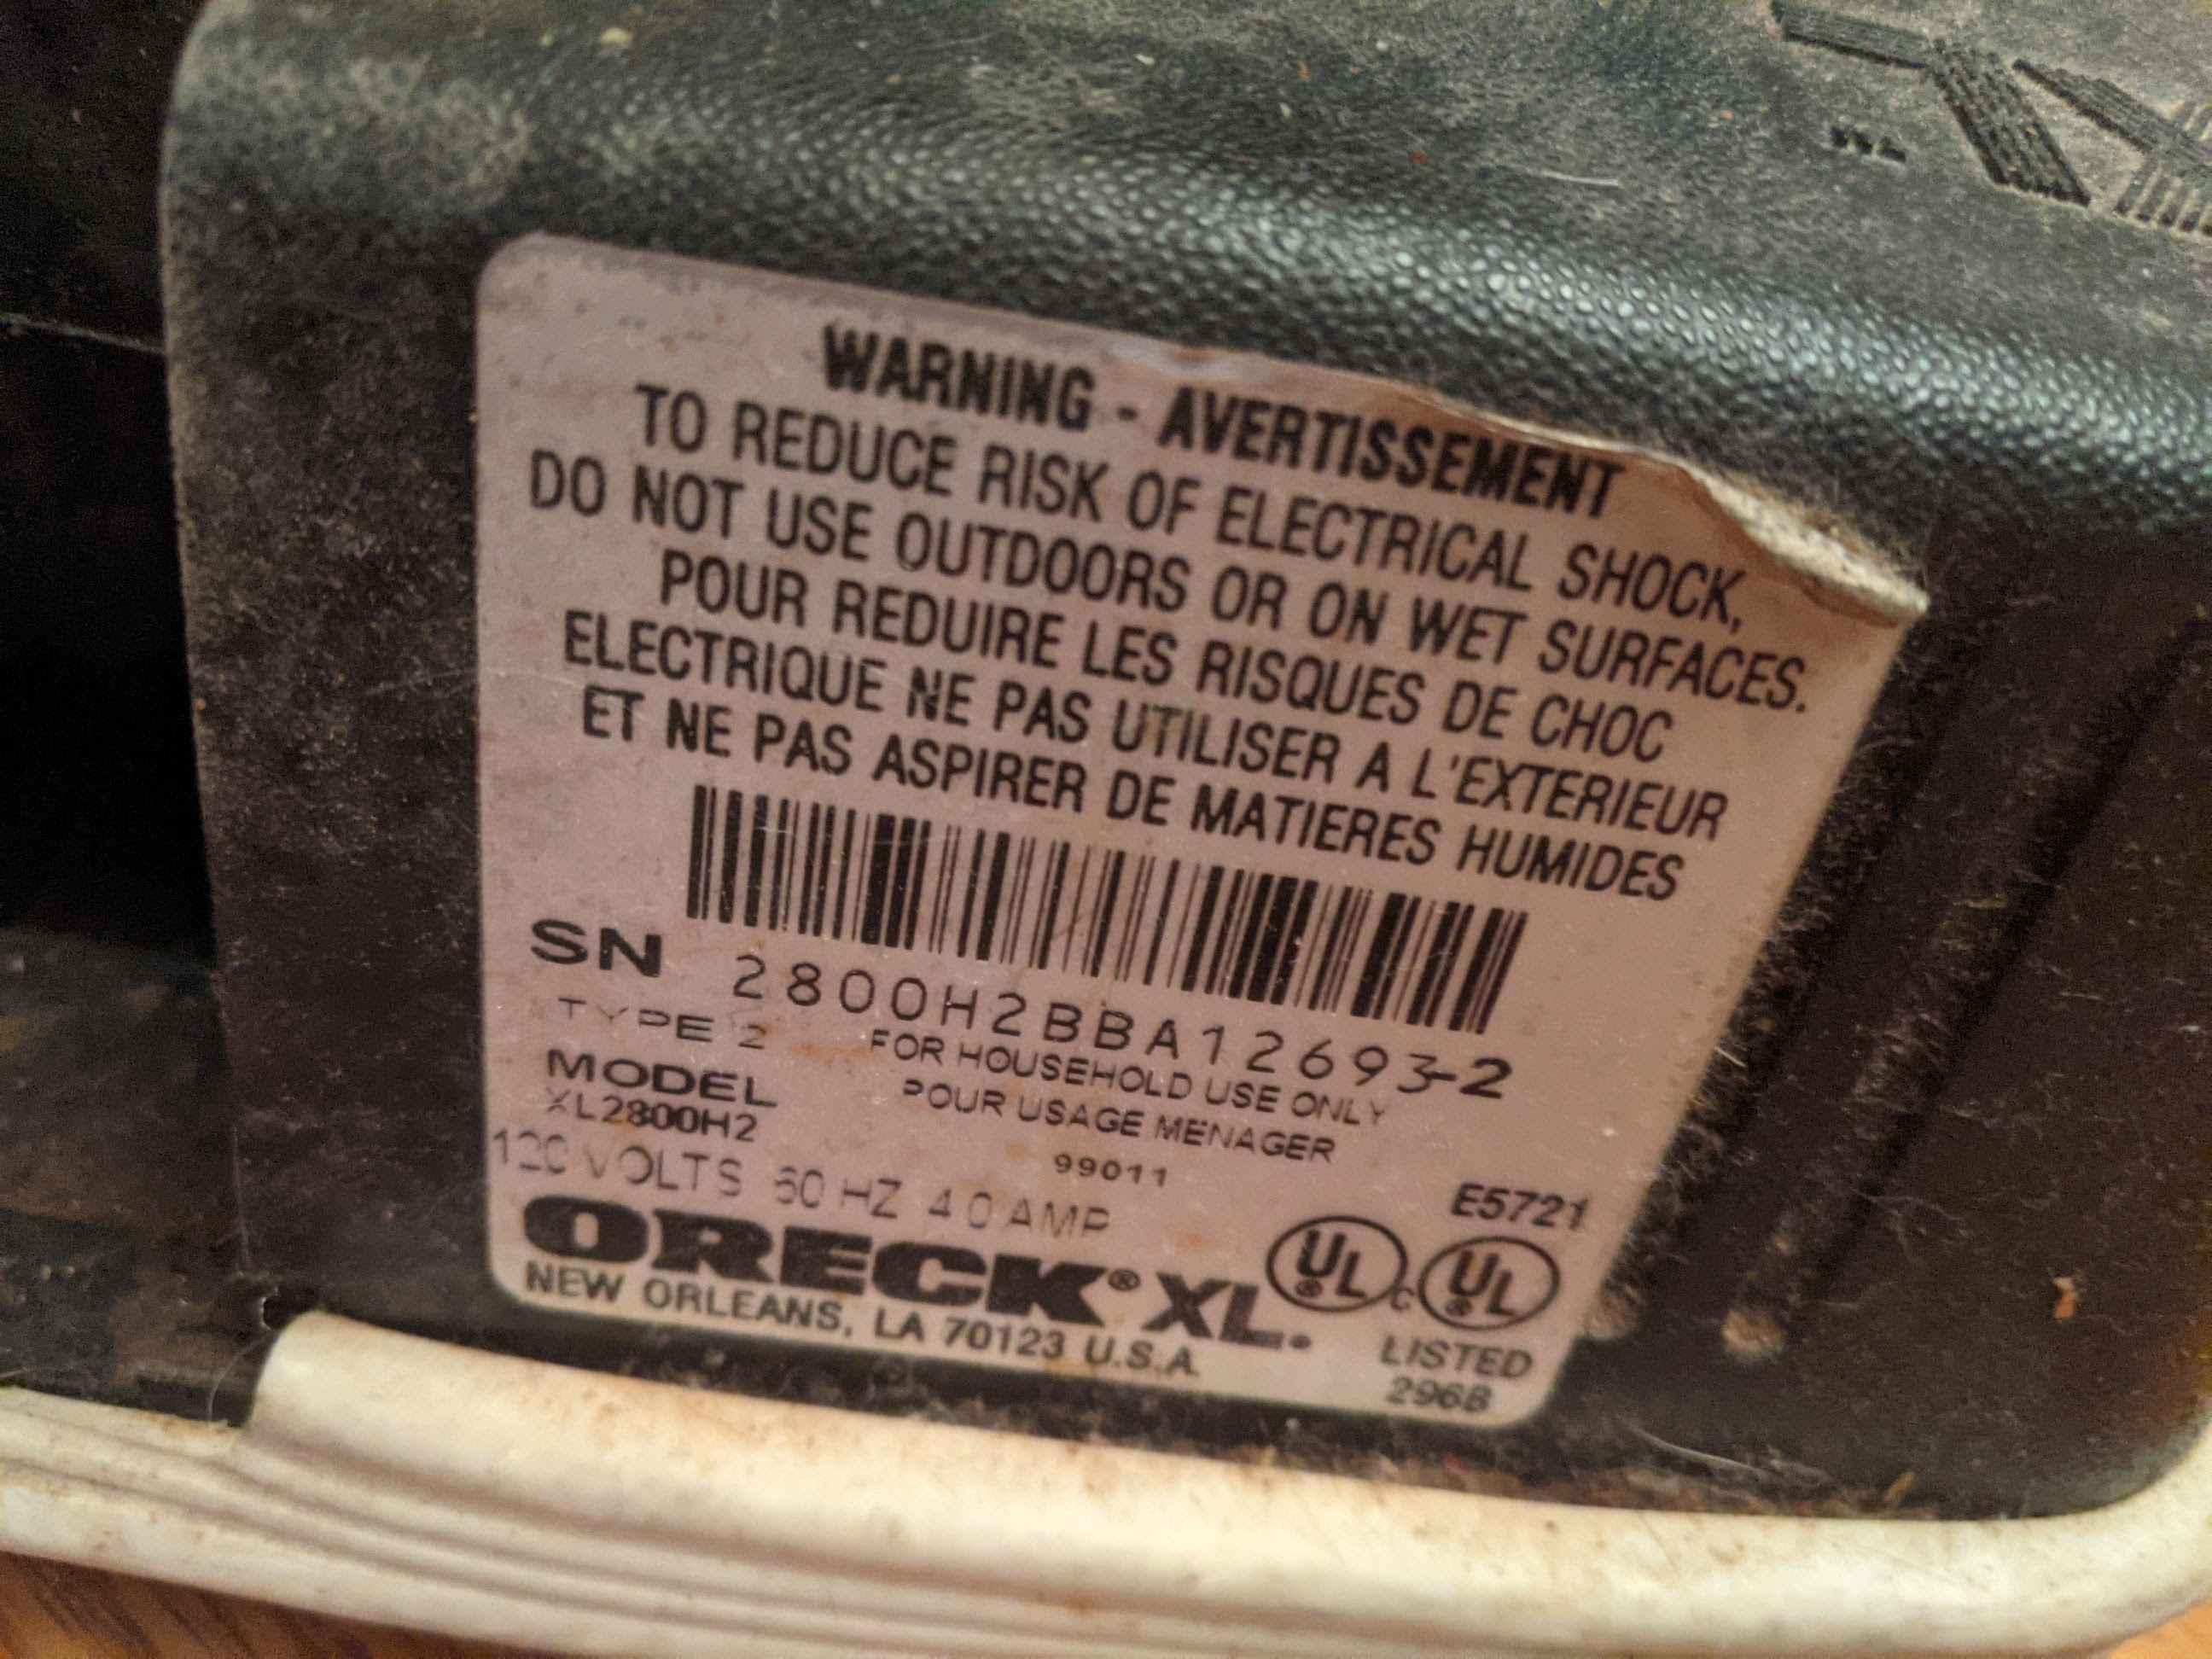 WARNING - AVERTISSEMENT
TO REDUCE RISK OF ELECTRICAL SHOCK,
DO NOT USE OUTDOORS OR ON WET SURFACES.
POUR REDUIRE LES RISQUES DE CHOC
ELECTRIQUE NE PAS UTILISER A L'EXTERIEUR
ET NE PAS ASPIRER DE MATIERES HUMIDES
SN 2800H2BBA12693-2
TYPE 2 FOR HOUSEHOLD USE ONLY
MODEL POUR USAGE MENAGER
XL2800H2
99011
120 VOLTS 60 HZ 4.0 AMP
E5721
ORECK® XL.
UL® C UL®
NEW ORLEANS, LA 70123 U.S.A.
LISTED
296B